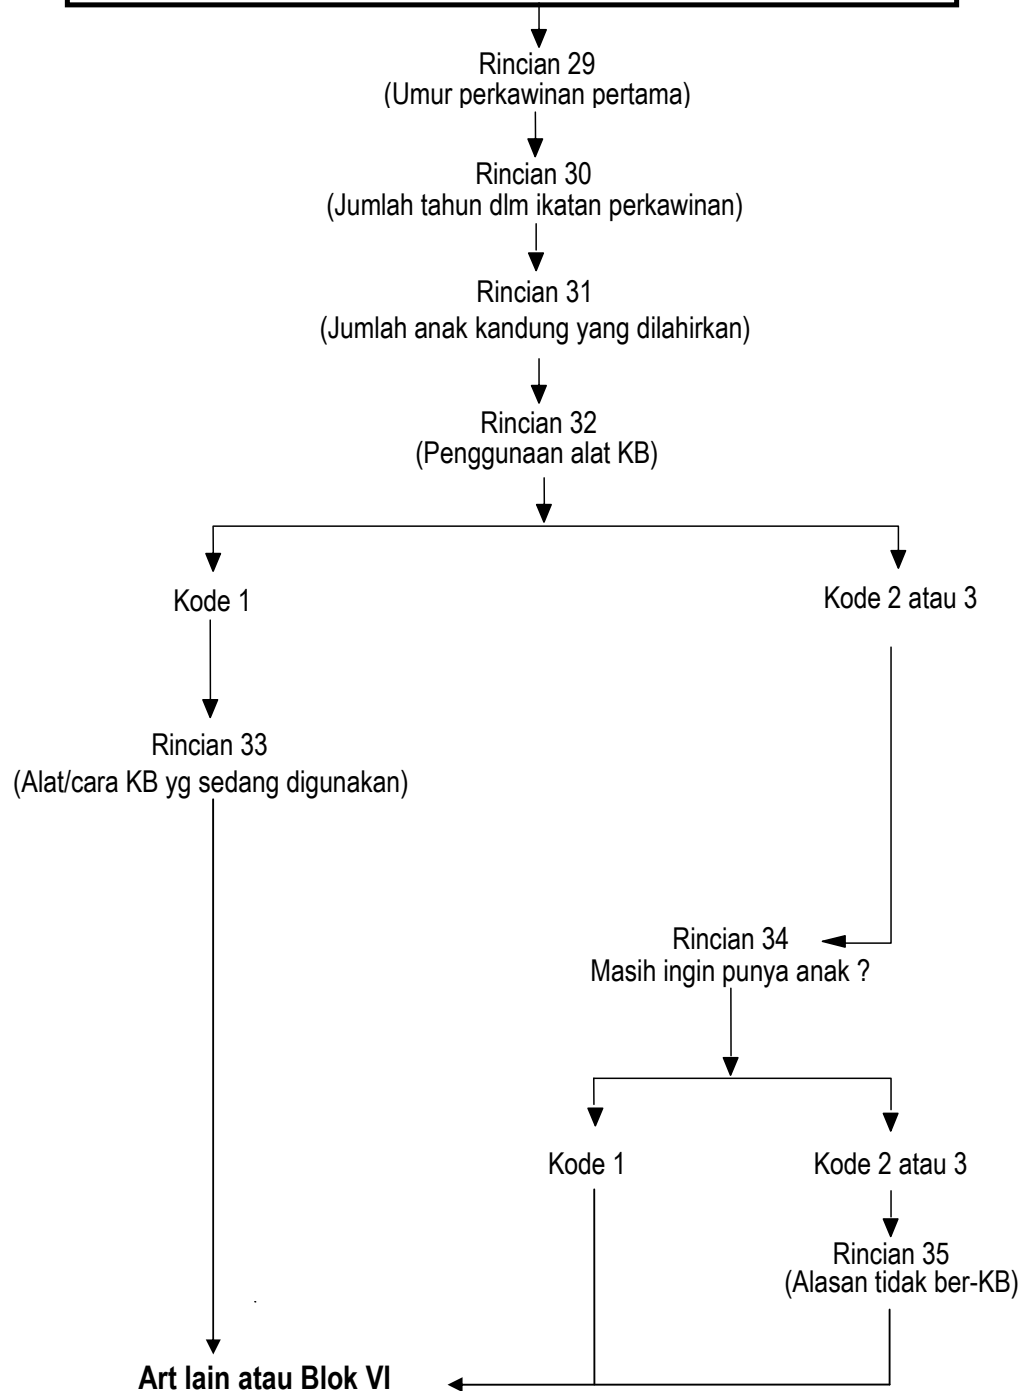 Rincian 29
(Umur perkawinan pertama)
Rincian 30
(Jumlah tahun dlm ikatan perkawinan)
Rincian 31
(Jumlah anak kandung yang dilahirkan)
Rincian 32
(Penggunaan alat KB)
Kode 1
Kode 2 atau 3
Rincian 33
(Alat/cara KB yg sedang digunakan)
Rincian 34
Masih ingin punya anak ?
Kode 1
Kode 2 atau 3
Rincian 35
(Alasan tidak ber-KB)
Art lain atau Blok VI